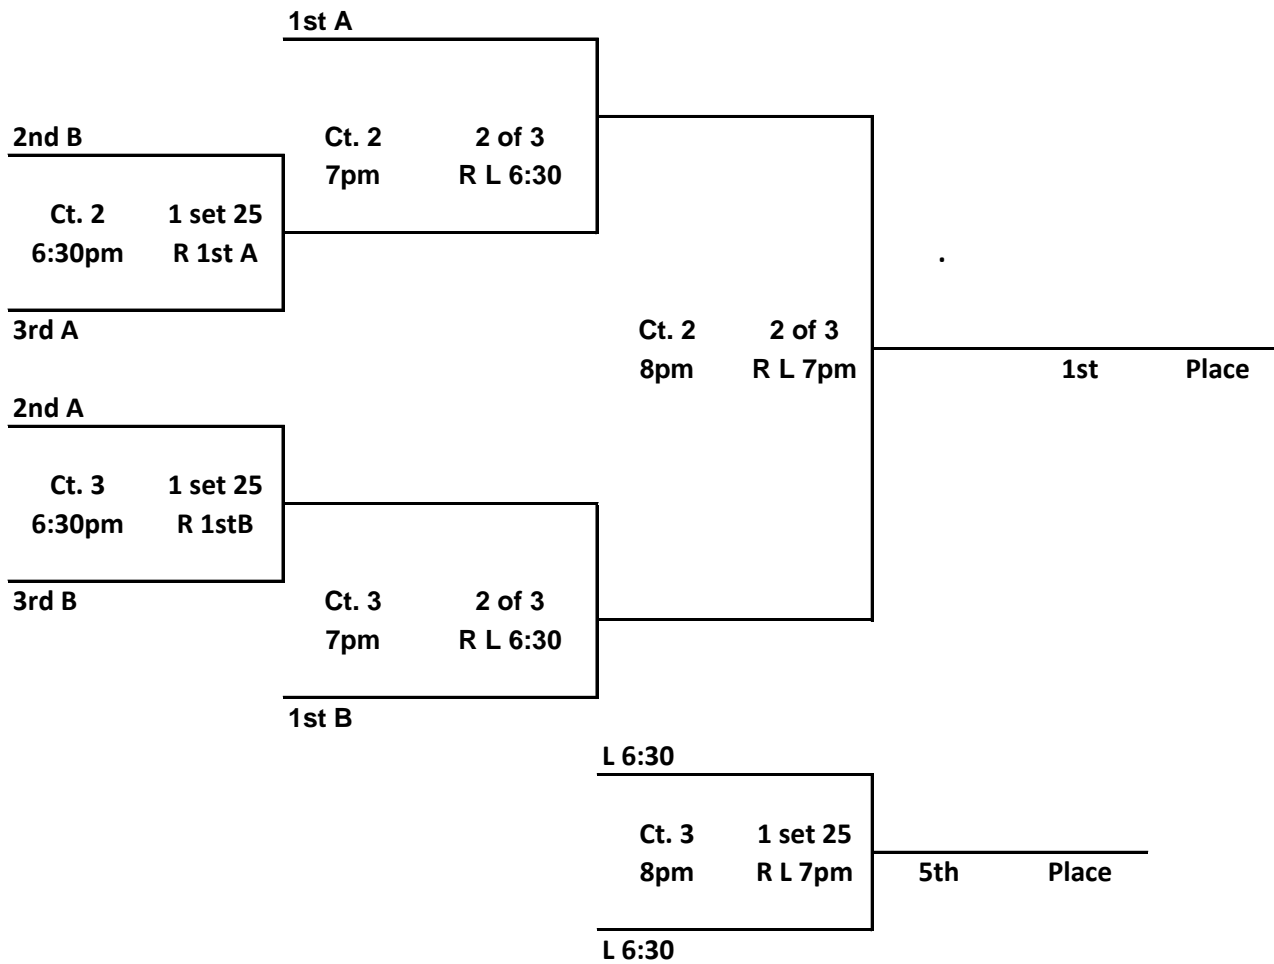 1st A
2nd B
Ct. 2 2 of 3
7pm R L 6:30
Ct. 2 1 set 25
6:30pm R 1st A
.
3rd A
Ct. 2 2 of 3
8pm R L 7pm
1st Place
2nd A
Ct. 3 1 set 25
6:30pm R 1stB
3rd B
Ct. 3 2 of 3
7pm R L 6:30
1st B
L 6:30
Ct. 3 1 set 25
8pm R L 7pm
5th Place
L 6:30